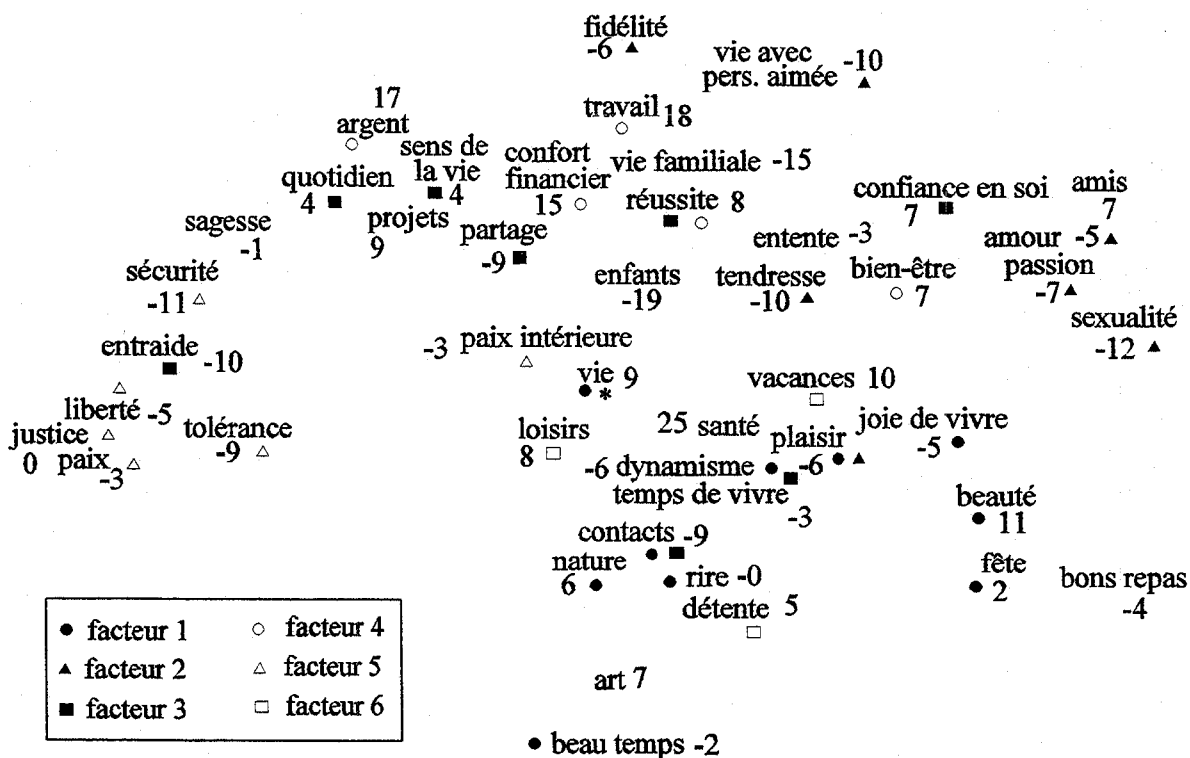 fidélité
-6
vie avec
pers. aimée -10
17
argent
travail 18
sens de
la vie
4
confort
financier
15
vie familiale -15
quotidien
4
réussite 8
confiance en soi
7
amis
7
sagesse
-1
projets
9
partage
-9
entente -3
amour -5
sécurité
-11
enfants
-19
tendresse
-10
bien-être
7
passion
-7
sexualité
-12
entraide
-10
-3 paix intérieure
vie 9
*
vacances 10
liberté -5
justice
0
paix
-3
tolérance
-9
loisirs
8
25 santé
plaisir
-6
joie de vivre
-5
-6 dynamisme
temps de vivre
-3
beauté
11
contacts -9
nature
6
rire -0
détente 5
fête
2
bons repas
-4
facteur 1
facteur 4
facteur 2
facteur 5
facteur 3
facteur 6
art 7
beau temps -2